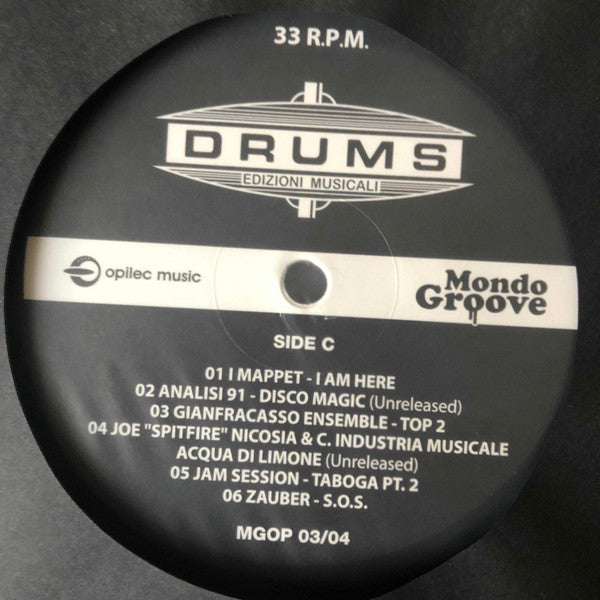 33 R.P.M.
DRUMS
EDIZIONI MUSICALI
opilec music
Mondo
Groove
SIDE C
01 I MAPPET - I AM HERE
02 ANALISI 91 - DISCO MAGIC (Unreleased)
03 GIANFRACASSO ENSEMBLE - TOP 2
04 JOE "SPITFIRE" NICOSIA & C. INDUSTRIA MUSICALE
ACQUA DI LIMONE (Unreleased)
05 JAM SESSION - TABOGA PT. 2
06 ZAUBER - S.O.S.
MGOP 03/04